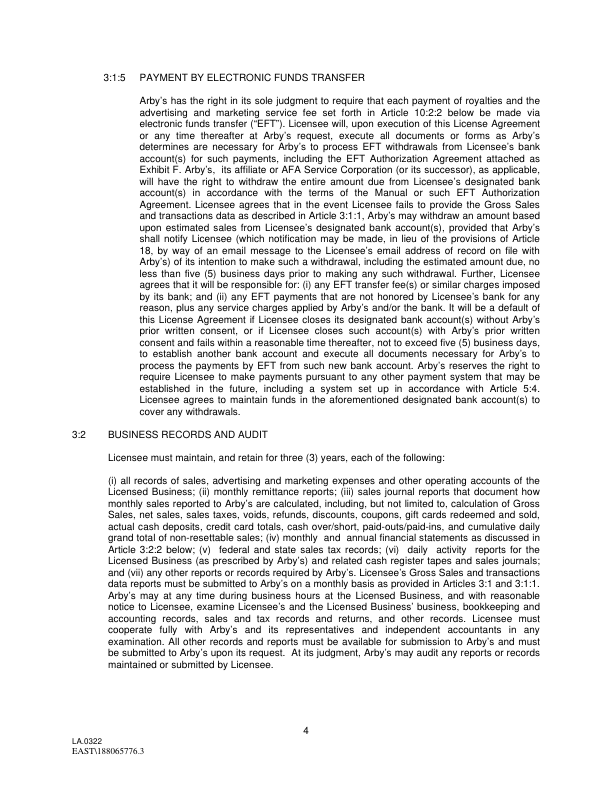 3:1:5 PAYMENT BY ELECTRONIC FUNDS TRANSFER
Arby's has the right in its sole judgment to require that each payment of royalties and the
advertising and marketing service fee set forth in Article 10:2:2 below be made via
electronic funds transfer ("EFT"). Licensee will, upon execution of this License Agreement
or any time thereafter at Arby's request, execute all documents or forms as Arby's
determines are necessary for Arby's to process EFT withdrawals from Licensee's bank
account(s) for such payments, including the EFT Authorization Agreement attached as
Exhibit F. Arby's, its affiliate or AFA Service Corporation (or its successor), as applicable,
will have the right to withdraw the entire amount due from Licensee's designated bank
account(s) in accordance with the terms of the Manual or such EFT Authorization
Agreement. Licensee agrees that in the event Licensee fails to provide the Gross Sales
and transactions data as described in Article 3:1:1, Arby's may withdraw an amount based
upon estimated sales from Licensee's designated bank account(s), provided that Arby's
shall notify Licensee (which notification may be made, in lieu of the provisions of Article
18, by way of an email message to the Licensee's email address of record on file with
Arby's) of its intention to make such a withdrawal, including the estimated amount due, no
less than five (5) business days prior to making any such withdrawal. Further, Licensee
agrees that it will be responsible for: (i) any EFT transfer fee(s) or similar charges imposed
by its bank; and (ii) any EFT payments that are not honored by Licensee's bank for any
reason, plus any service charges applied by Arby's and/or the bank. It will be a default of
this License Agreement if Licensee closes its designated bank account(s) without Arby's
prior written consent, or if Licensee closes such account(s) with Arby's prior written
consent and fails within a reasonable time thereafter, not to exceed five (5) business days,
to establish another bank account and execute all documents necessary for Arby's to
process the payments by EFT from such new bank account. Arby's reserves the right to
require Licensee to make payments pursuant to any other payment system that may be
established in the future, including a system set up in accordance with Article 5:4.
Licensee agrees to maintain funds in the aforementioned designated bank account(s) to
cover any withdrawals.
3:2 BUSINESS RECORDS AND AUDIT
Licensee must maintain, and retain for three (3) years, each of the following:
(i) all records of sales, advertising and marketing expenses and other operating accounts of the
Licensed Business; (ii) monthly remittance reports; (iii) sales journal reports that document how
monthly sales reported to Arby's are calculated, including, but not limited to, calculation of Gross
Sales, net sales, sales taxes, voids, refunds, discounts, coupons, gift cards redeemed and sold,
actual cash deposits, credit card totals, cash over/short, paid-outs/paid-ins, and cumulative daily
grand total of non-resettable sales; (iv) monthly and annual financial statements as discussed in
Article 3:2:2 below; (v) federal and state sales tax records; (vi) daily activity reports for the
Licensed Business (as prescribed by Arby's) and related cash register tapes and sales journals;
and (vii) any other reports or records required by Arby's. Licensee's Gross Sales and transactions
data reports must be submitted to Arby's on a monthly basis as provided in Articles 3:1 and 3:1:1.
Arby's may at any time during business hours at the Licensed Business, and with reasonable
notice to Licensee, examine Licensee's and the Licensed Business' business, bookkeeping and
accounting records, sales and tax records and returns, and other records. Licensee must
cooperate fully with Arby's and its representatives and independent accountants in any
examination. All other records and reports must be available for submission to Arby's and must
be submitted to Arby's upon its request. At its judgment, Arby's may audit any reports or records
maintained or submitted by Licensee.
4
LA.0322
EAST\188065776.3